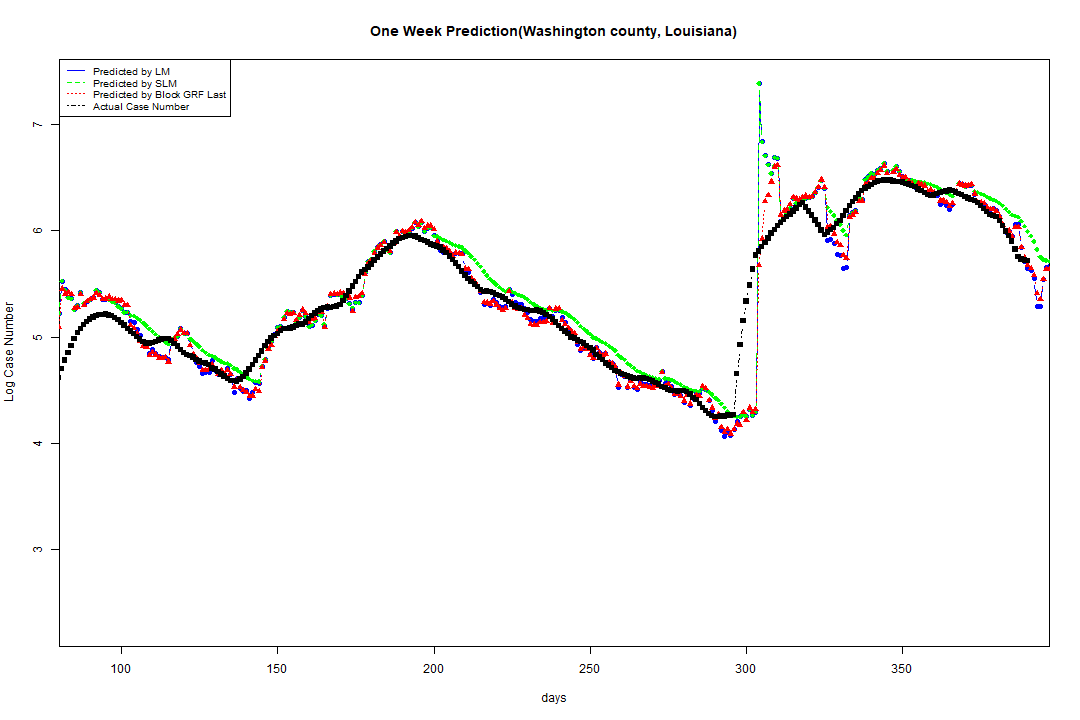 One Week Prediction(Washington county, Louisiana)
Predicted by LM
Predicted by SLM
Predicted by Block GRF Last
Actual Case Number
Log Case Number
7
6
5
4
3
100 150 200 250 300 350
days